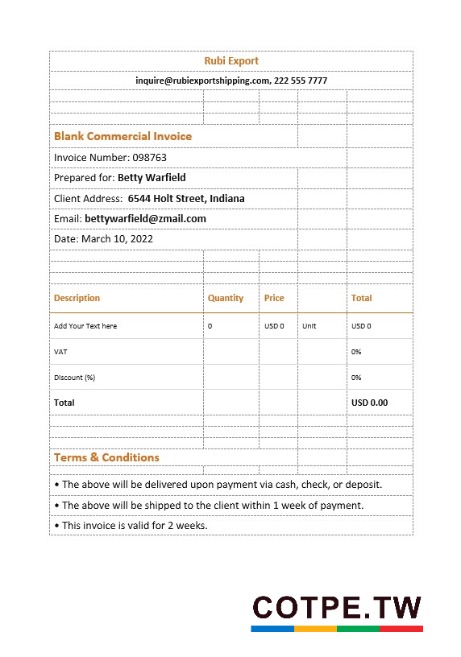 Rubi Export
inquire@rubiexportshipping.com, 222 555 7777
Blank Commercial Invoice
Invoice Number: 098763
Prepared for: Betty Warfield
Client Address: 6544 Holt Street, Indiana
Email: bettywarfield@zmail.com
Date: March 10, 2022
Description Quantity Price Total
Add Your Text here 0 USD 0 Unit USD 0
VAT 0%
Discount (%) 0%
Total USD 0.00
Terms & Conditions
• The above will be delivered upon payment via cash, check, or deposit.
• The above will be shipped to the client within 1 week of payment.
• This invoice is valid for 2 weeks.
COTPE.TW